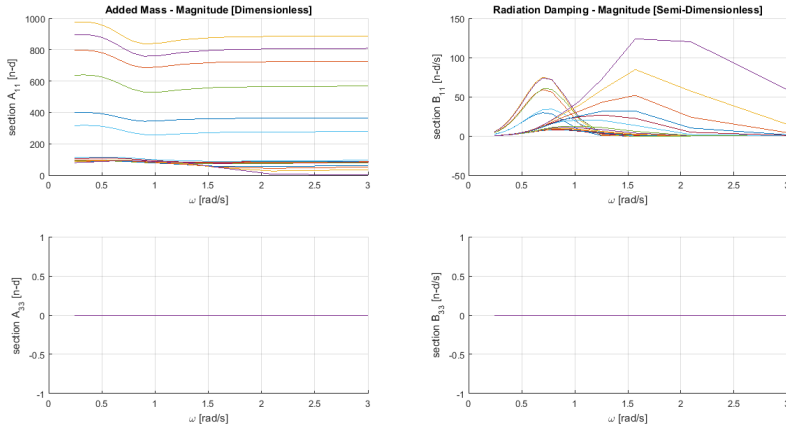 Added Mass - Magnitude [Dimensionless]
section A11 [n-d]
1000
800
600
400
200
0
0 0.5 1 1.5 2 2.5 3
ω [rad/s]
Radiation Damping - Magnitude [Semi-Dimensionless]
section B11 [n-d/s]
150
100
50
0
-50
0 0.5 1 1.5 2 2.5 3
ω [rad/s]
section A33 [n-d]
1
0.5
0
-0.5
-1
0 0.5 1 1.5 2 2.5 3
ω [rad/s]
section B33 [n-d/s]
1
0.5
0
-0.5
-1
0 0.5 1 1.5 2 2.5 3
ω [rad/s]